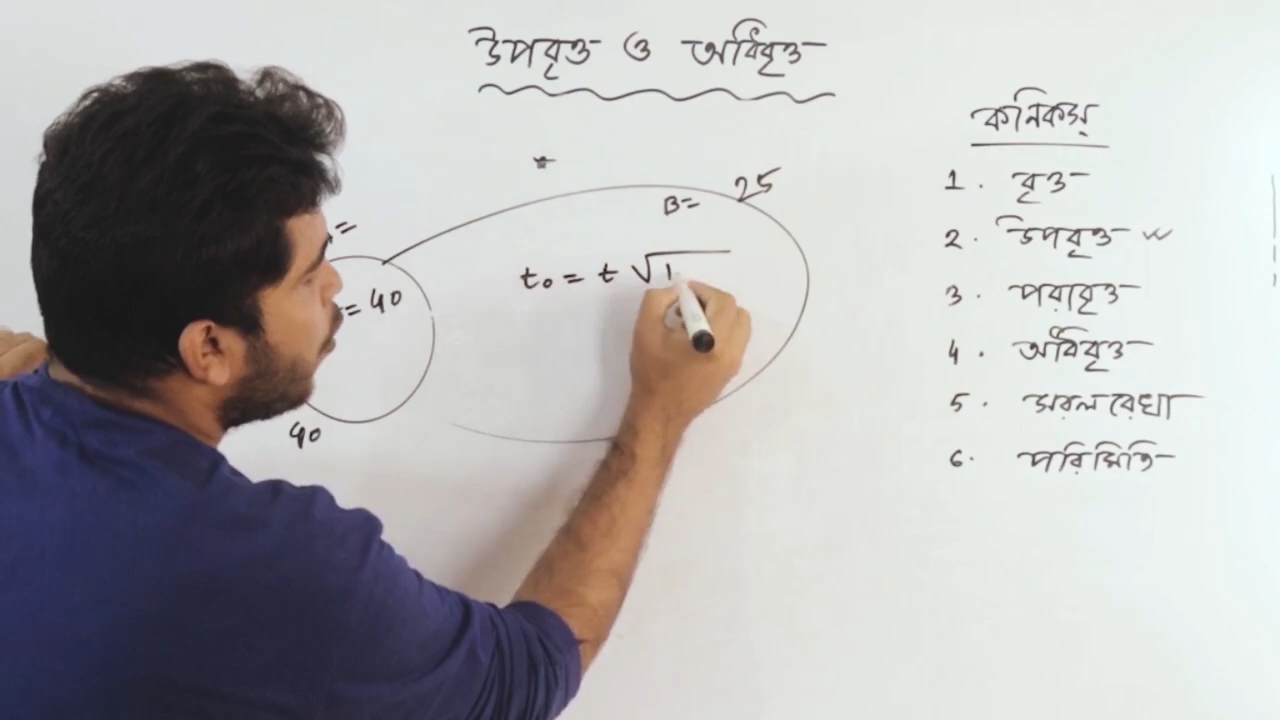 উপবৃত্ত ও অধিবৃত্ত
কনিকস্
1. বৃত্ত
2. উপবৃত্ত
3. পরাবৃত্ত
4. অধিবৃত্ত
5. সরলরেখা
6. পরিমিতি
25
B=
t₀ = t √1
=
= 40
40